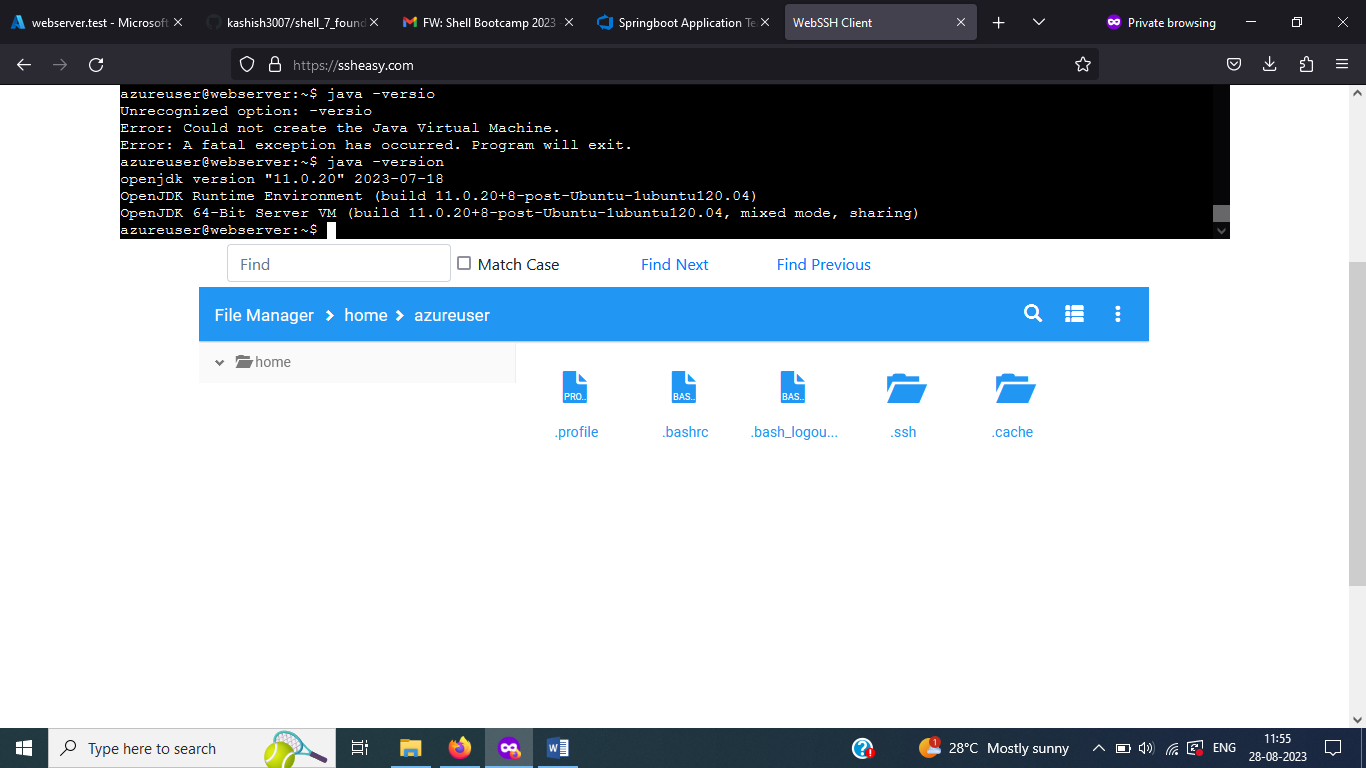 webserver.test - Microsoft
kashish3007/shell_7_found
FW: Shell Bootcamp 2023
Springboot Application Te
WebSSH Client
Private browsing
https://ssheasy.com
azureuser@webserver:~$ java -versio
Unrecognized option: -versio
Error: Could not create the Java Virtual Machine.
Error: A fatal exception has occurred. Program will exit.
azureuser@webserver:~$ java -version
openjdk version "11.0.20" 2023-07-18
OpenJDK Runtime Environment (build 11.0.20+8-post-Ubuntu-1ubuntu120.04)
OpenJDK 64-Bit Server VM (build 11.0.20+8-post-Ubuntu-1ubuntu120.04, mixed mode, sharing)
azureuser@webserver:~$
Find
Match Case
Find Next
Find Previous
File Manager > home > azureuser
home
PRO..
BAS..
BAS..
.profile
.bashrc
.bash_logou...
.ssh
.cache
Type here to search
1
28°C Mostly sunny
ENG
11:55
28-08-2023